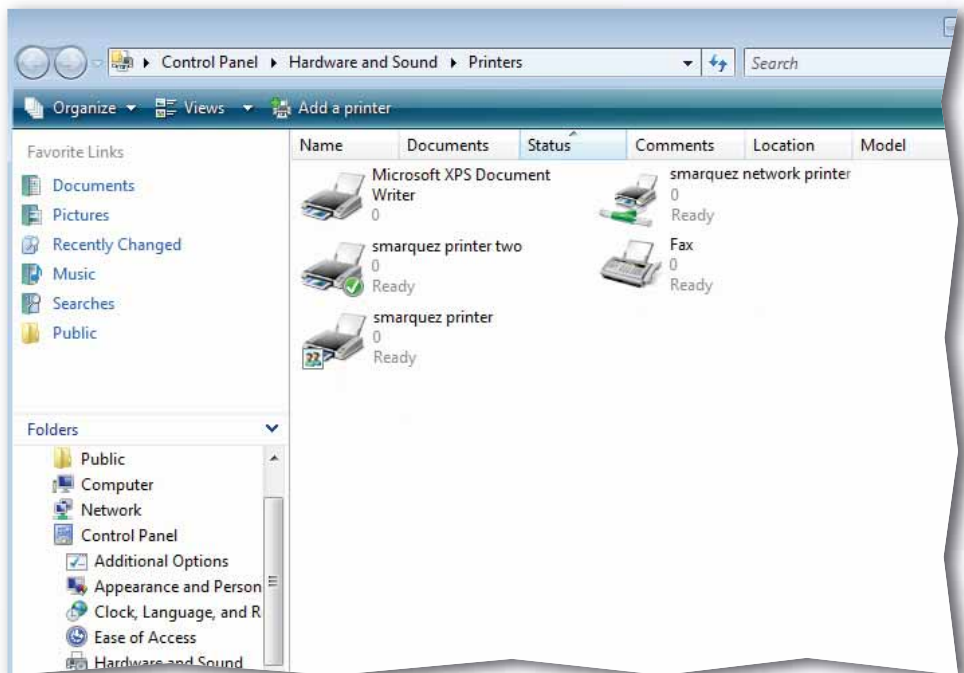 Control Panel Hardware and Sound Printers Search
Organize Views Add a printer
Favorite Links
Documents
Pictures
Recently Changed
Music
Searches
Public
Folders
Public
Computer
Network
Control Panel
Additional Options
Appearance and Person
Clock, Language, and R
Ease of Access
Hardware and Sound
Name Documents Status Comments Location Model
Microsoft XPS Document
Writer
0
smarquez network printer
0
Ready
smarquez printer two
0
Ready
Fax
0
Ready
smarquez printer
0
Ready